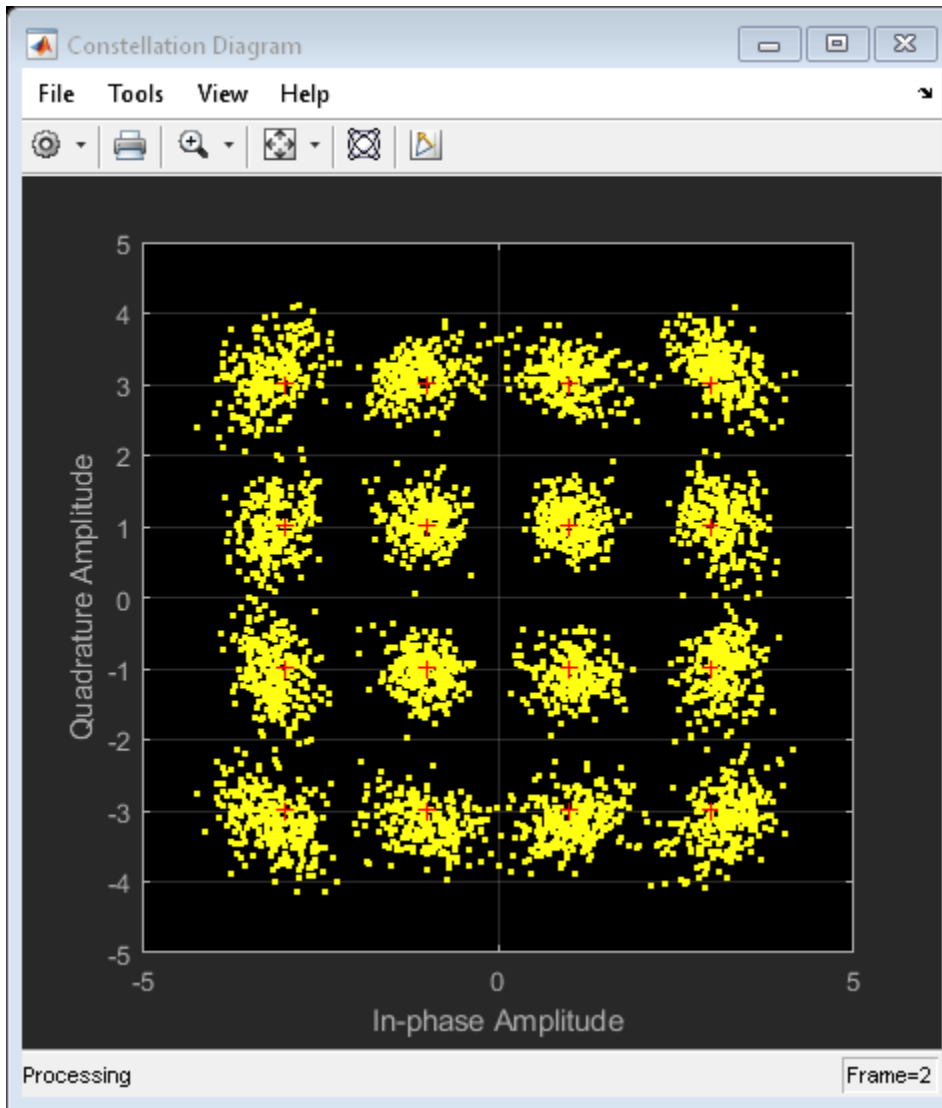 Constellation Diagram
File Tools View Help
5
4
3
2
1
0
-1
-2
-3
-4
-5
Quadrature Amplitude
-5 0 5
In-phase Amplitude
Processing Frame=2